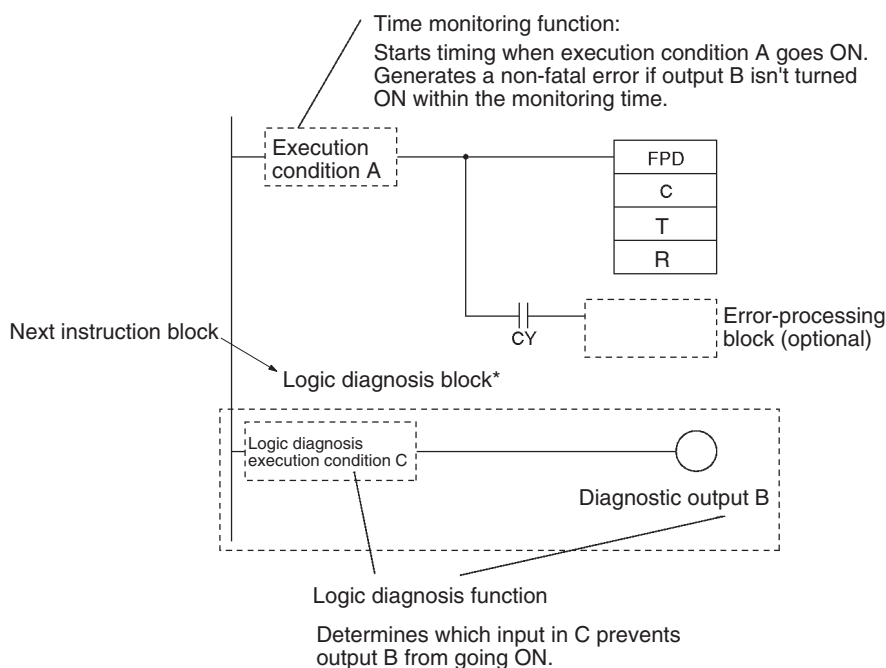 Time monitoring function:
Starts timing when execution condition A goes ON.
Generates a non-fatal error if output B isn't turned
ON within the monitoring time.
Execution
condition A
FPD
C
T
R
CY
Error-processing
block (optional)
Next instruction block
Logic diagnosis block*
Logic diagnosis
execution condition C
Diagnostic output B
Logic diagnosis function
Determines which input in C prevents
output B from going ON.